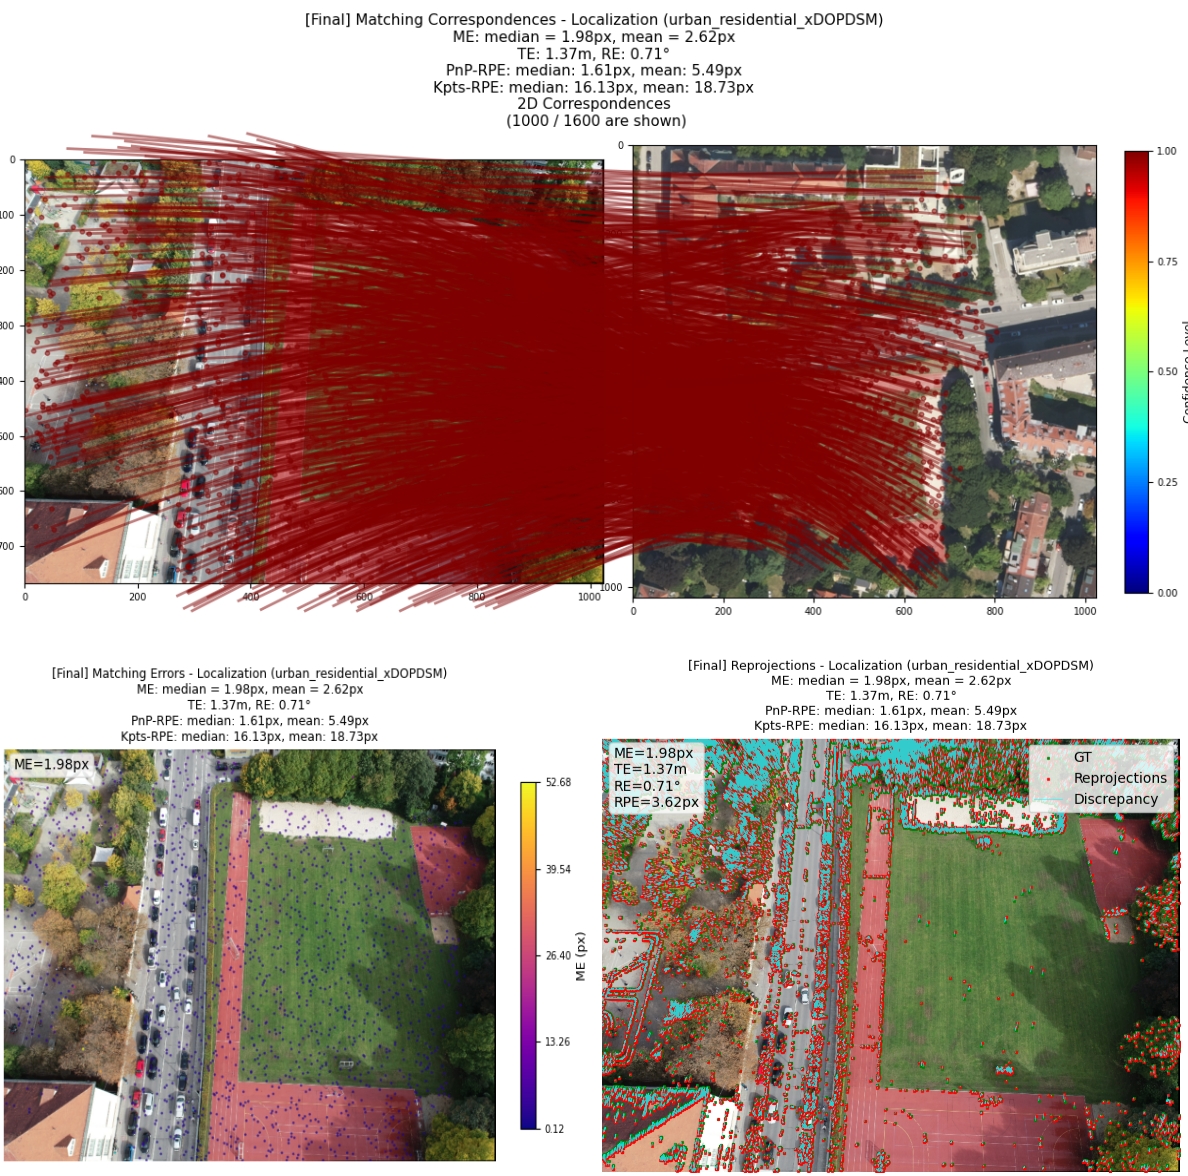 [Final] Matching Correspondences - Localization (urban_residential_xDOPDSM)
ME: median = 1.98px, mean = 2.62px
TE: 1.37m, RE: 0.71°
PnP-RPE: median: 1.61px, mean: 5.49px
Kpts-RPE: median: 16.13px, mean: 18.73px
2D Correspondences
(1000 / 1600 are shown)
0
100
200
300
400
500
600
700
0
200
400
600
800
1000
0
1000
0
200
400
600
800
1000
1.00
0.75
0.50
0.25
0.00
Confidence Level
[Final] Matching Errors - Localization (urban_residential_xDOPDSM)
ME: median = 1.98px, mean = 2.62px
TE: 1.37m, RE: 0.71°
PnP-RPE: median: 1.61px, mean: 5.49px
Kpts-RPE: median: 16.13px, mean: 18.73px
ME=1.98px
52.68
39.54
26.40
13.26
0.12
ME (px)
[Final] Reprojections - Localization (urban_residential_xDOPDSM)
ME: median = 1.98px, mean = 2.62px
TE: 1.37m, RE: 0.71°
PnP-RPE: median: 1.61px, mean: 5.49px
Kpts-RPE: median: 16.13px, mean: 18.73px
ME=1.98px
TE=1.37m
RE=0.71°
RPE=3.62px
GT
Reprojections
Discrepancy